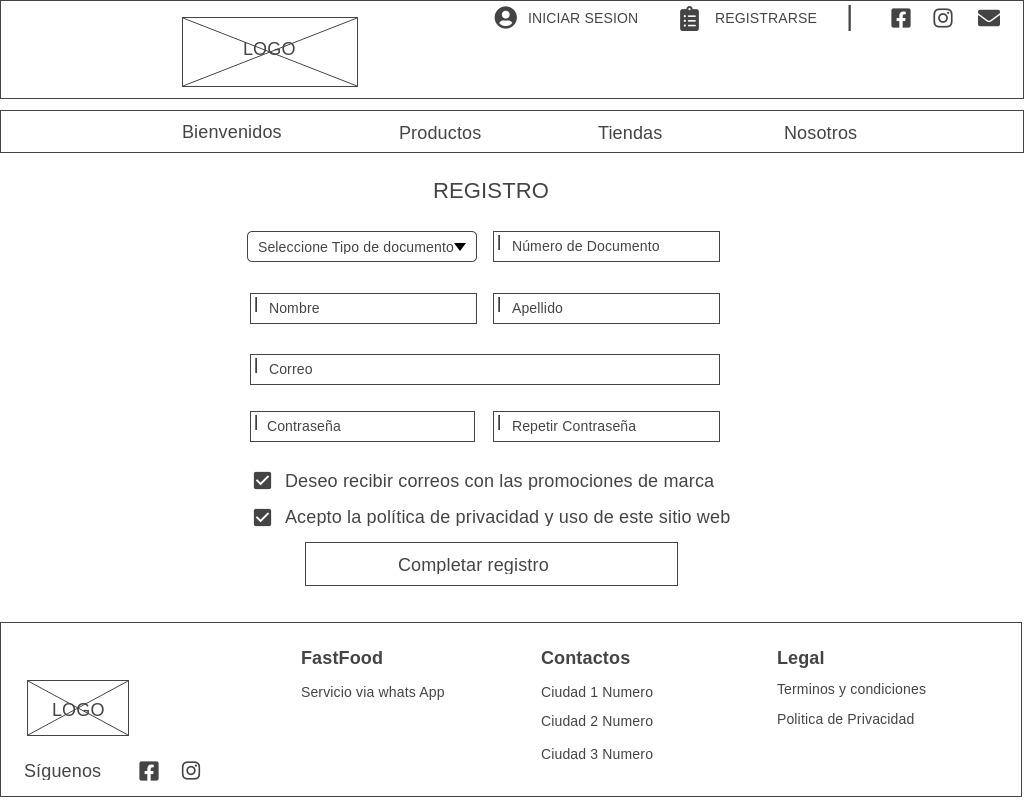 LOGO
INICIAR SESION
REGISTRARSE
Bienvenidos
Productos
Tiendas
Nosotros
REGISTRO
Seleccione Tipo de documento
Número de Documento
Nombre
Apellido
Correo
Contraseña
Repetir Contraseña
Deseo recibir correos con las promociones de marca
Acepto la política de privacidad y uso de este sitio web
Completar registro
LOGO
Síguenos
FastFood
Servicio via whats App
Contactos
Ciudad 1 Numero
Ciudad 2 Numero
Ciudad 3 Numero
Legal
Terminos y condiciones
Politica de Privacidad